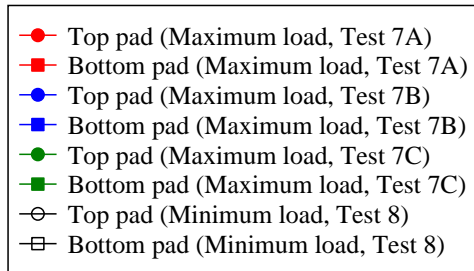 Top pad (Maximum load, Test 7A)
Bottom pad (Maximum load, Test 7A)
Top pad (Maximum load, Test 7B)
Bottom pad (Maximum load, Test 7B)
Top pad (Maximum load, Test 7C)
Bottom pad (Maximum load, Test 7C)
Top pad (Minimum load, Test 8)
Bottom pad (Minimum load, Test 8)